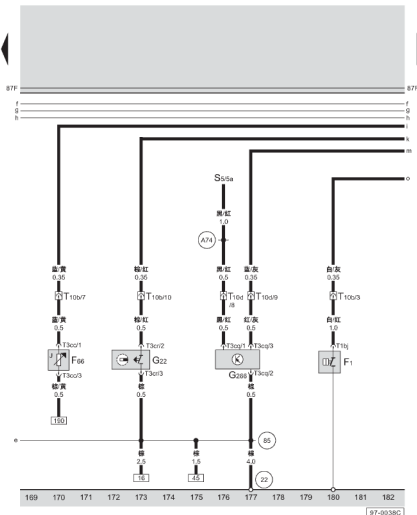 87F 87F
f f
g g
h h
i
k
m
S5/5a o
黑/红
1.0
A74
蓝/黄 棕/红 黑/红 蓝/灰 白/灰
0.35 0.35 0.5 0.35 0.35
T10b/7 T10b/10 T10d/8 T10d/9 T10b/3
蓝/黄 棕/红 黑/红 红/灰 白/红
0.5 0.5 0.5 0.5 1.0
T3cc/1 T3cr/2 T3cq/1 T3cq/3 T1bj
J F66 G22 F1
T3cc/3 T3cr/3 G266 T3cq/2
棕/黄 棕 棕
0.5 0.5 0.5
190
e 85
棕 棕 棕
2.5 1.5 4.0
16 45 22
169 170 171 172 173 174 175 176 177 178 179 180 181 182
97-0038C